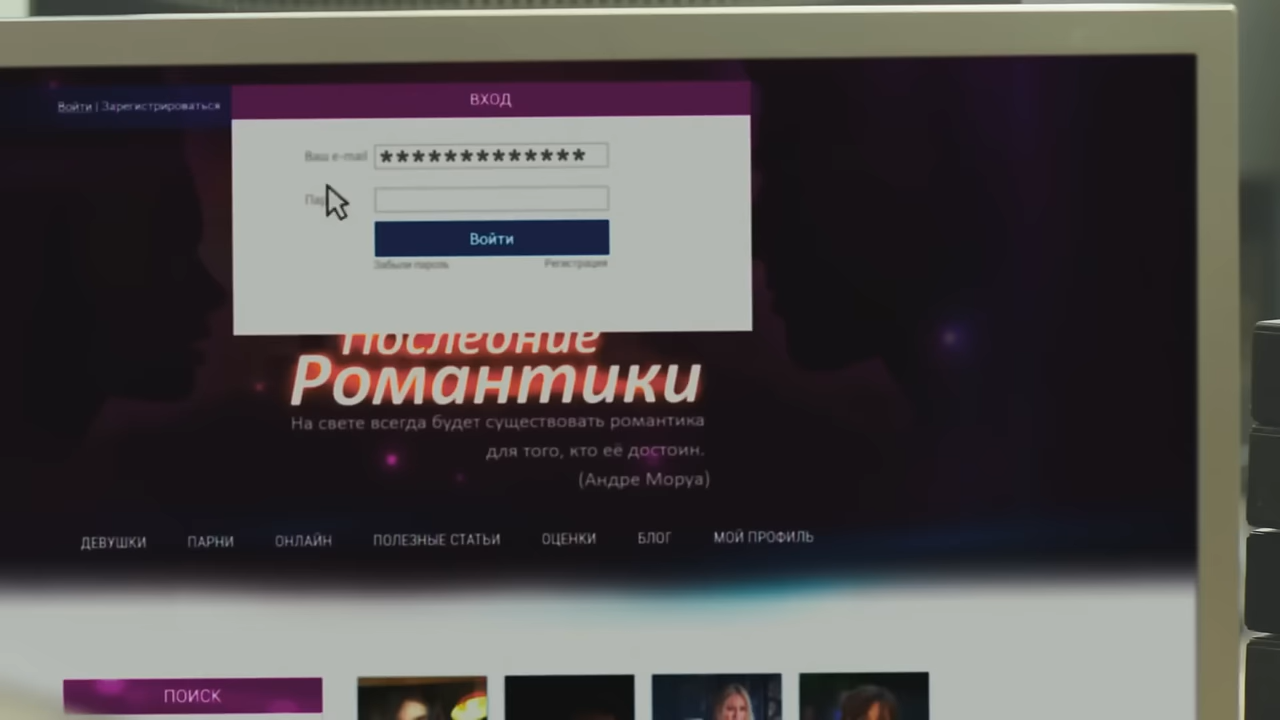 Войти | Зарегистрироваться
ВХОД
Ваш e-mail
*************
Войти
Забыли пароль
Регистрация
Последние
Романтики
На свете всегда будет существовать романтика
для того, кто её достоин.
(Андре Моруа)
ДЕВУШКИ ПАРНИ ОНЛАЙН ПОЛЕЗНЫЕ СТАТЬИ ОЦЕНКИ БЛОГ МОЙ ПРОФИЛЬ
ПОИСК